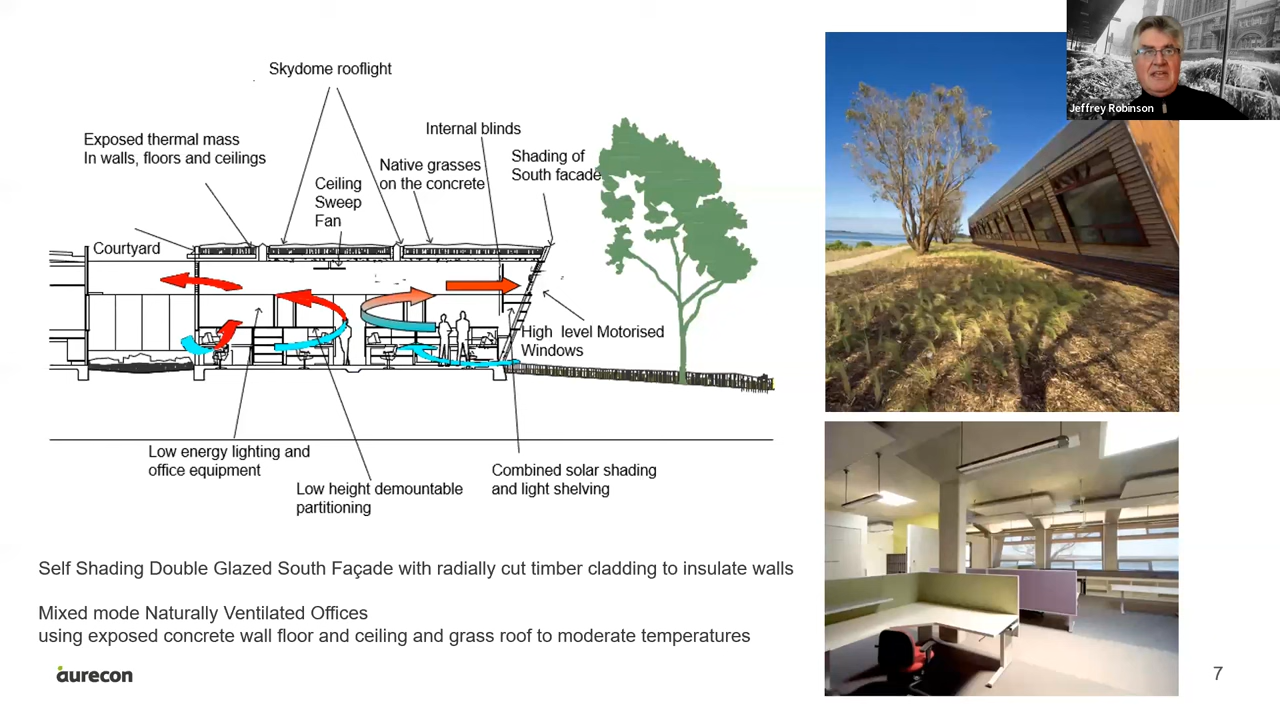 Skydome rooflight
Exposed thermal mass
In walls, floors and ceilings
Internal blinds
Native grasses
on the concrete
Shading of
South facade
Ceiling
Sweep
Fan
Courtyard
High level Motorised
Windows
Low energy lighting and
office equipment
Low height demountable
partitioning
Combined solar shading
and light shelving
Self Shading Double Glazed South Façade with radially cut timber cladding to insulate walls
Mixed mode Naturally Ventilated Offices
using exposed concrete wall floor and ceiling and grass roof to moderate temperatures
aurecon
7
Jeffrey Robinson